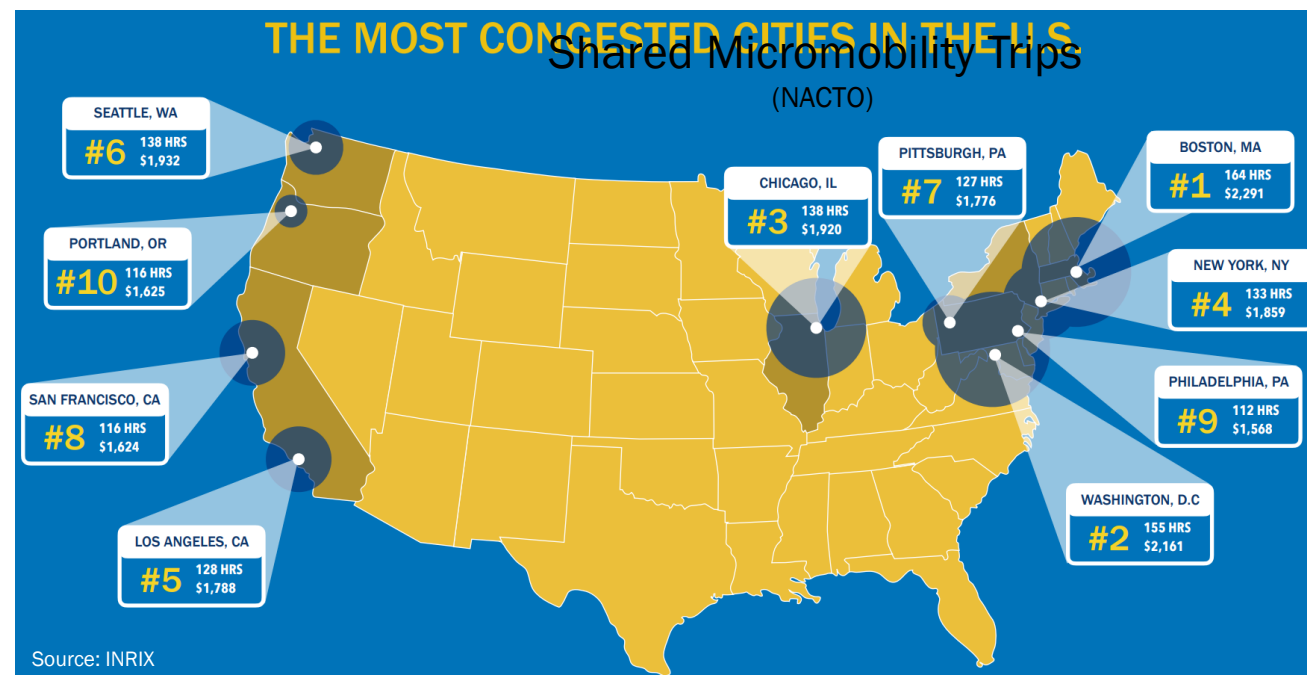 THE MOST CONGESTED CITIES IN THE U.S.
Shared Micromobility Trips
(NACTO)
SEATTLE, WA
#6
138 HRS
$1,932
PORTLAND, OR
#10
116 HRS
$1,625
SAN FRANCISCO, CA
#8
116 HRS
$1,624
LOS ANGELES, CA
#5
128 HRS
$1,788
CHICAGO, IL
#3
138 HRS
$1,920
PITTSBURGH, PA
#7
127 HRS
$1,776
BOSTON, MA
#1
164 HRS
$2,291
NEW YORK, NY
#4
133 HRS
$1,859
PHILADELPHIA, PA
#9
112 HRS
$1,568
WASHINGTON, D.C
#2
155 HRS
$2,161
Source: INRIX